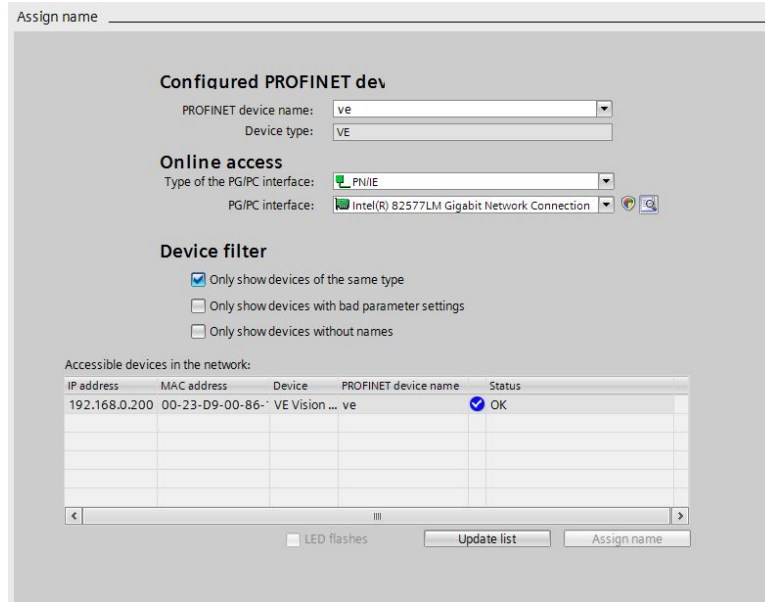 Assign name
Configured PROFINET dev
PROFINET device name: ve
Device type: VE
Online access
Type of the PG/PC interface: PN/IE
PG/PC interface: Intel(R) 82577LM Gigabit Network Connection
Device filter
Only show devices of the same type
Only show devices with bad parameter settings
Only show devices without names
Accessible devices in the network:
IP address MAC address Device PROFINET device name Status
192.168.0.200 00-23-D9-00-86- VE Vision ... ve OK
LED flashes Update list Assign name